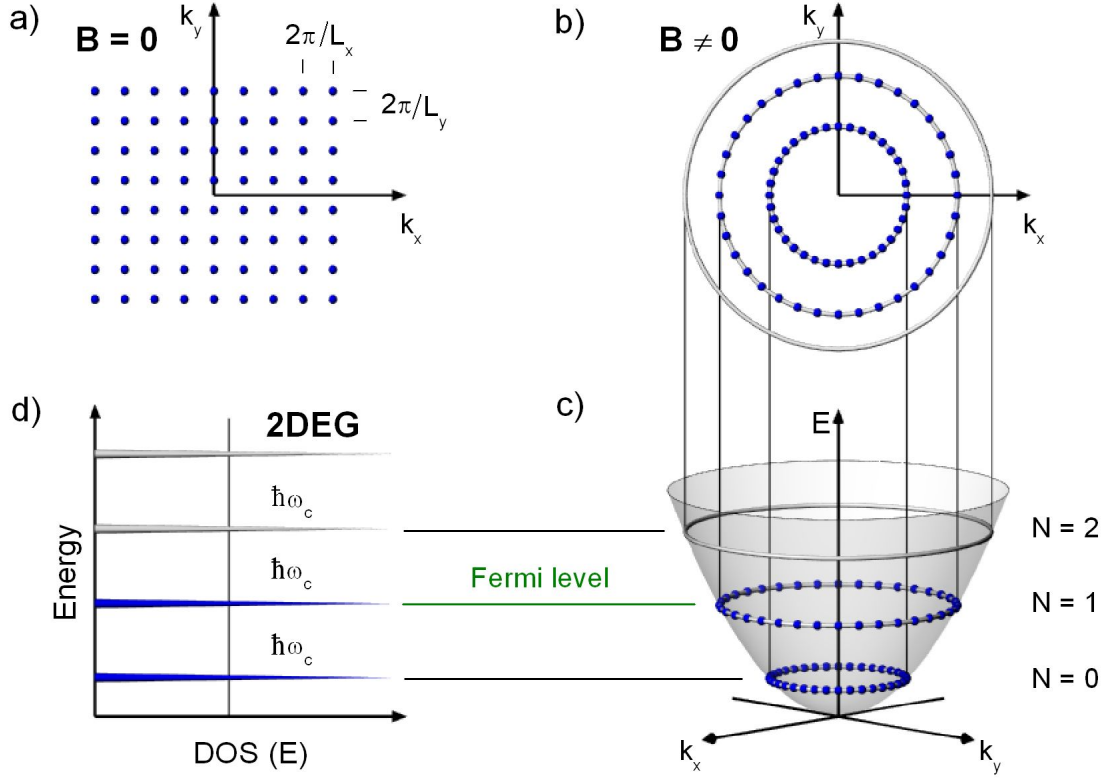 a)
B = 0
k_y
2π/L_x
2π/L_y
k_x
b)
B ≠ 0
k_y
k_x
d)
2DEG
ħω_c
ħω_c
ħω_c
Energy
DOS (E)
Fermi level
c)
E
N = 2
N = 1
N = 0
k_x
k_y